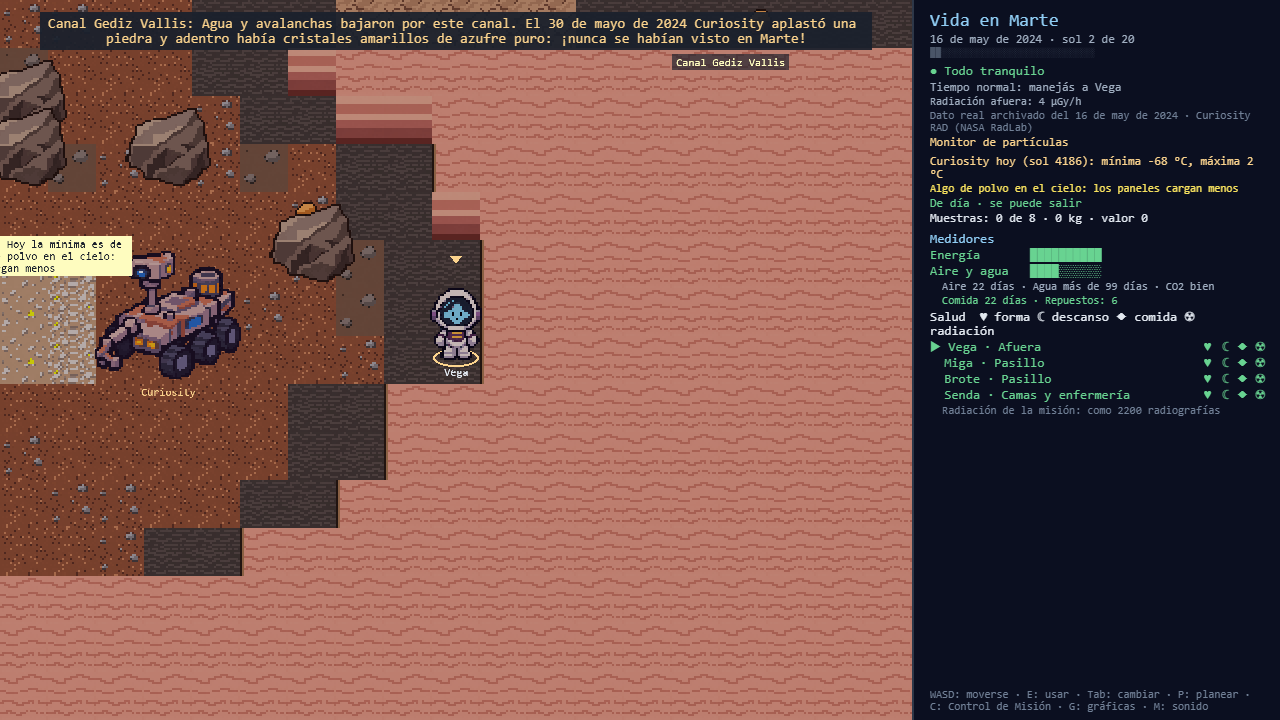 Canal Gediz Vallis: Agua y avalanchas bajaron por este canal. El 30 de mayo de 2024 Curiosity aplastó una
piedra y adentro había cristales amarillos de azufre puro: ¡nunca se habían visto en Marte!
Canal Gediz Vallis
Hoy la mínima es de
polvo en el cielo:
gan menos
Curiosity
Vega
Vida en Marte
16 de may de 2024 · sol 2 de 20
● Todo tranquilo
Tiempo normal: manejás a Vega
Radiación afuera: 4 µGy/h
Dato real archivado del 16 de may de 2024 · Curiosity
RAD (NASA RadLab)
Monitor de partículas
Curiosity hoy (sol 4186): mínima -68 ºC, máxima 2
ºC
Algo de polvo en el cielo: los paneles cargan menos
De día · se puede salir
Muestras: 0 de 8 · 0 kg · valor 0
Medidores
Energía
Aire y agua
Aire 22 días · Agua más de 99 días · CO2 bien
Comida 22 días · Repuestos: 6
Salud ♥ forma ☾ descanso ◆ comida ☢
radiación
▶ Vega · Afuera ♥ ☾ ◆ ☢
Miga · Pasillo ♥ ☾ ◆ ☢
Brote · Pasillo ♥ ☾ ◆ ☢
Senda · Camas y enfermería ♥ ☾ ◆ ☢
Radiación de la misión: como 2200 radiografías
WASD: moverse · E: usar · Tab: cambiar · P: planear ·
C: Control de Misión · G: gráficas · M: sonido